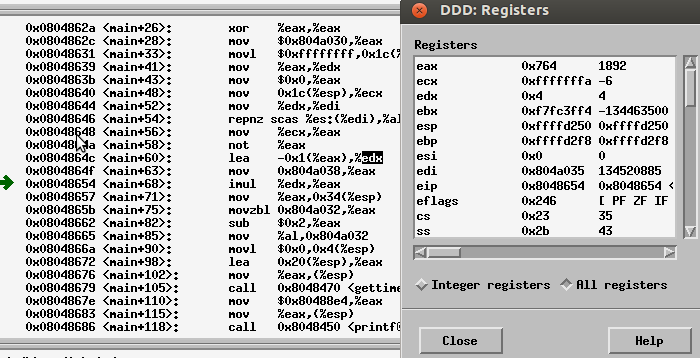 DDD: Registers
0x0804862a <main+26>: xor %eax,%eax
0x0804862c <main+28>: mov $0x804a030,%eax
0x08048631 <main+33>: movl $0xffffffff,0x1c(%
0x08048639 <main+41>: mov %eax,%edx
0x0804863b <main+43>: mov $0x0,%eax
0x08048640 <main+48>: mov 0x1c(%esp),%ecx
0x08048644 <main+52>: mov %edx,%edi
0x08048646 <main+54>: repnz scas %es:(%edi),%al
0x08048648 <main+56>: mov %ecx,%eax
<main+58>: not %eax
0x0804864c <main+60>: lea -0x1(%eax),%edx
0x0804864f <main+63>: mov 0x804a038,%eax
0x08048654 <main+68>: imul %edx,%eax
0x08048657 <main+71>: mov %eax,0x34(%esp)
0x0804865b <main+75>: movzbl 0x804a032,%eax
0x08048662 <main+82>: sub $0x2,%eax
0x08048665 <main+85>: mov %al,0x804a032
0x0804866a <main+90>: movl $0x0,0x4(%esp)
0x08048672 <main+98>: lea 0x20(%esp),%eax
0x08048676 <main+102>: mov %eax,(%esp)
0x08048679 <main+105>: call 0x8048470 <gettime
0x0804867e <main+110>: mov $0x80488e4,%eax
0x08048683 <main+115>: mov %eax,(%esp)
0x08048686 <main+118>: call 0x8048450 <printf@
Registers
eax 0x764 1892
ecx 0xfffffffa -6
edx 0x4 4
ebx 0xf7fc3ff4 -134463500
esp 0xffffd250 0xffffd250
ebp 0xffffd2f8 0xffffd2f8
esi 0x0 0
edi 0x804a035 134520885
eip 0x8048654 0x8048654 <
eflags 0x246 [ PF ZF IF
cs 0x23 35
ss 0x2b 43
Integer registers All registers
Close Help